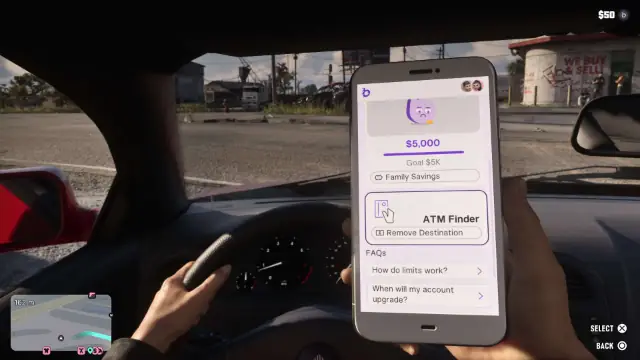 $50
WE BUY
& SELL
$5,000
Goal $5K
Family Savings
ATM Finder
Remove Destination
FAQs
How do limits work?
When will my account
upgrade?
162 m
SELECT
BACK